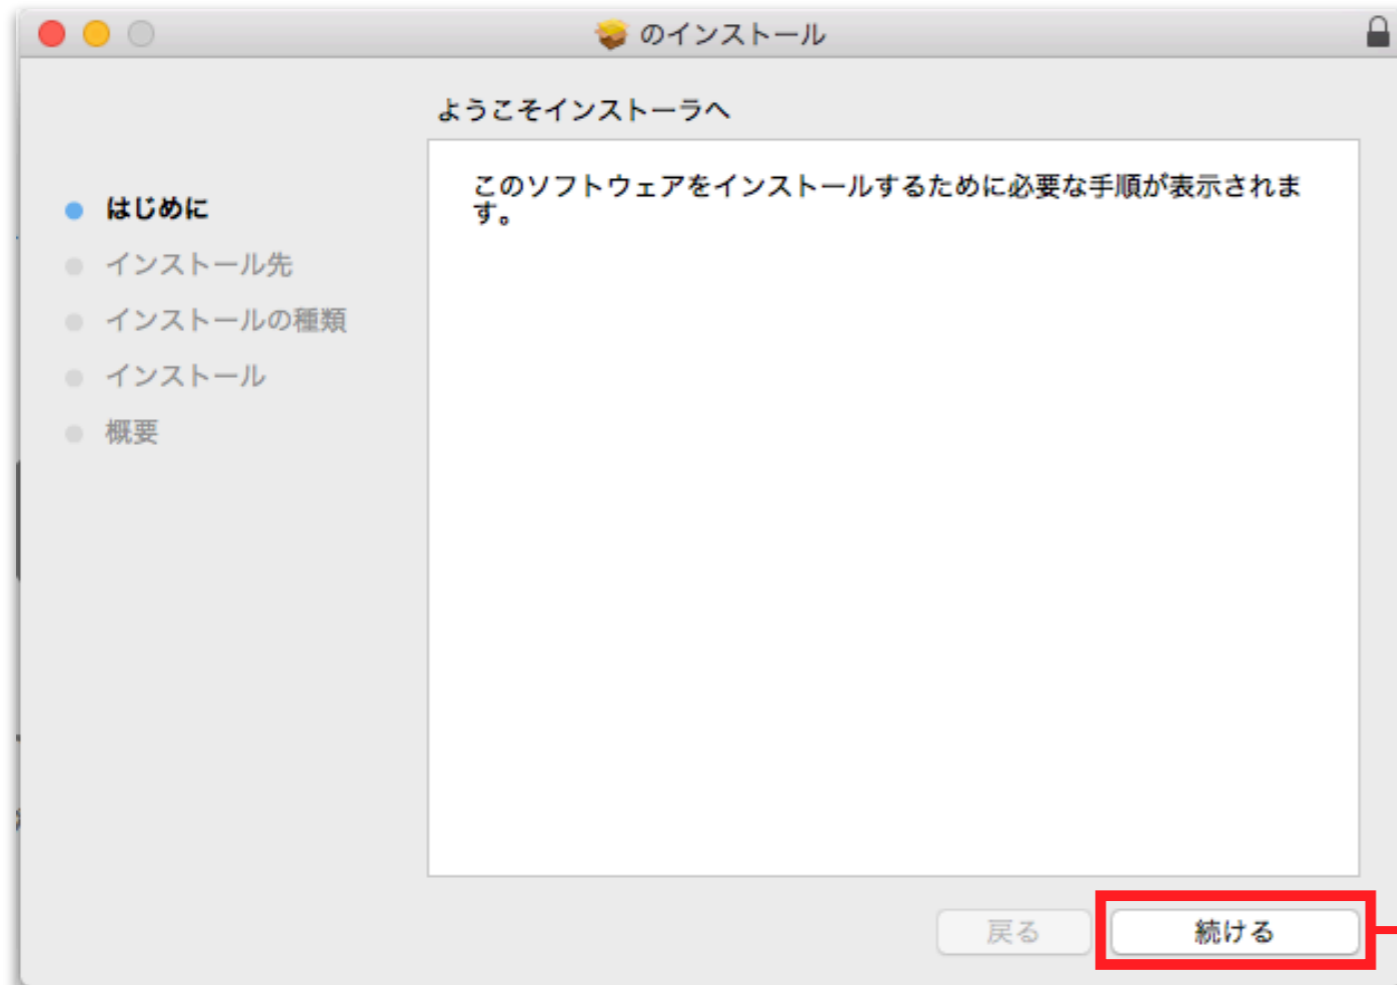 のインストール
ようこそインストーラへ
はじめに
インストール先
インストールの種類
インストール
概要
このソフトウェアをインストールするために必要な手順が表示されま
す。
戻る
続ける